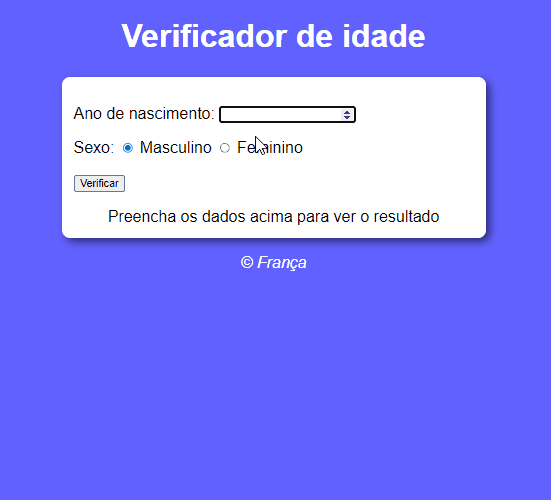 Verificador de idade
Ano de nascimento:
Sexo: Masculino Feminino
Verificar
Preencha os dados acima para ver o resultado
© França